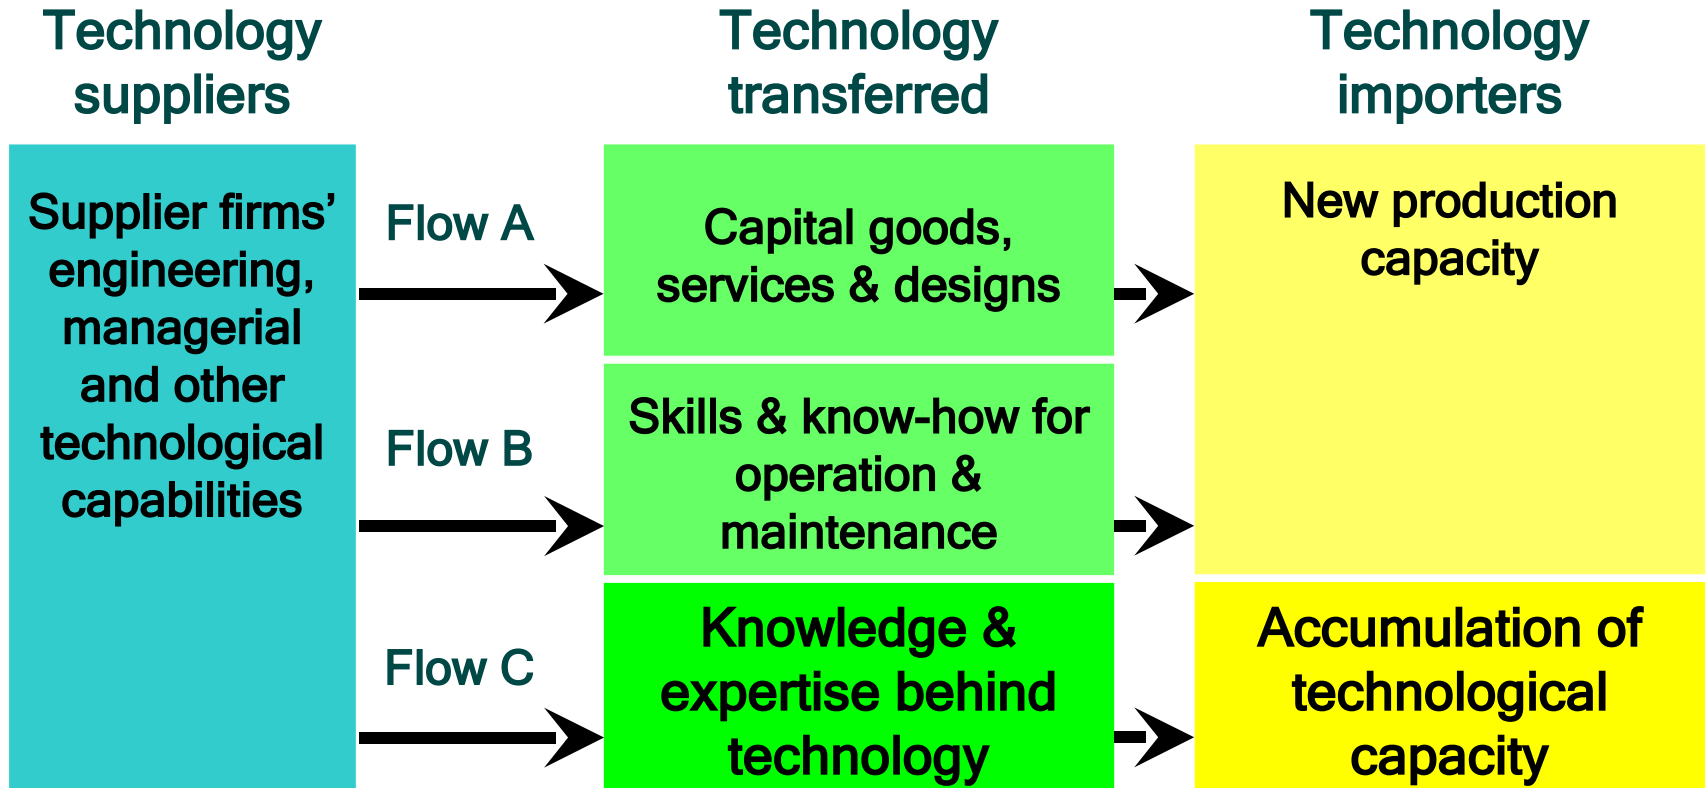 Technology
suppliers
Technology
transferred
Technology
importers
Supplier firms’
engineering,
managerial
and other
technological
capabilities
Flow A
Capital goods,
services & designs
New production
capacity
Flow B
Skills & know-how for
operation &
maintenance
Flow C
Knowledge &
expertise behind
technology
Accumulation of
technological
capacity